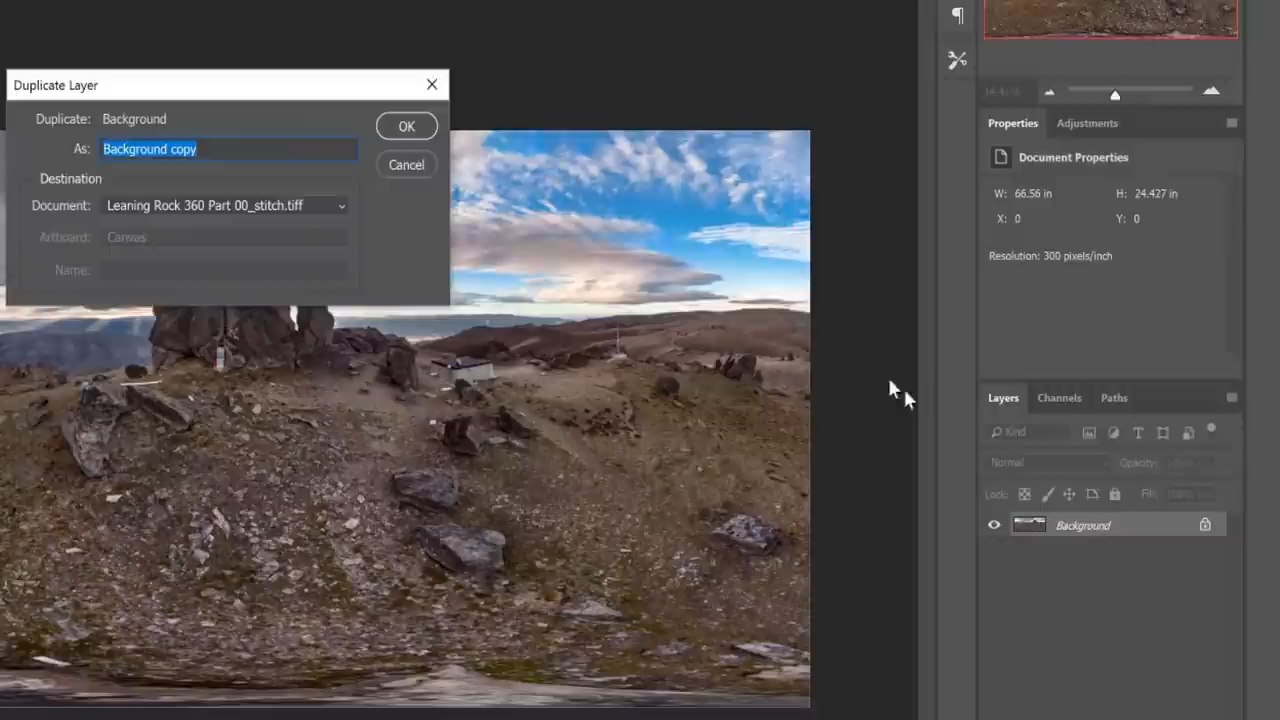 Duplicate Layer
Duplicate: Background
As: Background copy
OK
Cancel
Destination
Document: Leaning Rock 360 Part 00_stitch.tiff
Artboard: Canvas
Name:
Properties Adjustments
Document Properties
W: 66.56 in H: 24.427 in
X: 0 Y: 0
Resolution: 300 pixels/inch
Layers Channels Paths
Kind
Normal Opacity:
Lock: Fill:
Background